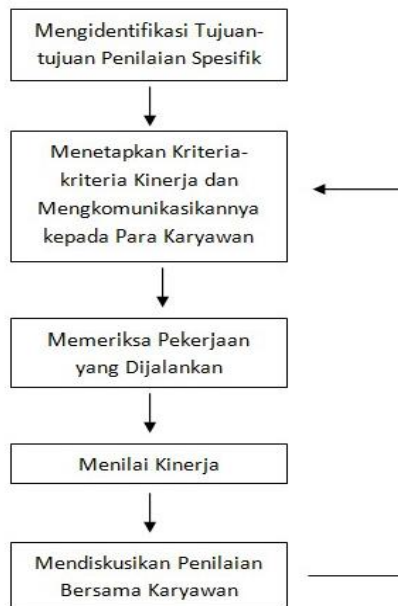 Mengidentifikasi Tujuan-
tujuan Penilaian Spesifik
Menetapkan Kriteria-
kriteria Kinerja dan
Mengkomunikasikannya
kepada Para Karyawan
Memeriksa Pekerjaan
yang Dijalankan
Menilai Kinerja
Mendiskusikan Penilaian
Bersama Karyawan